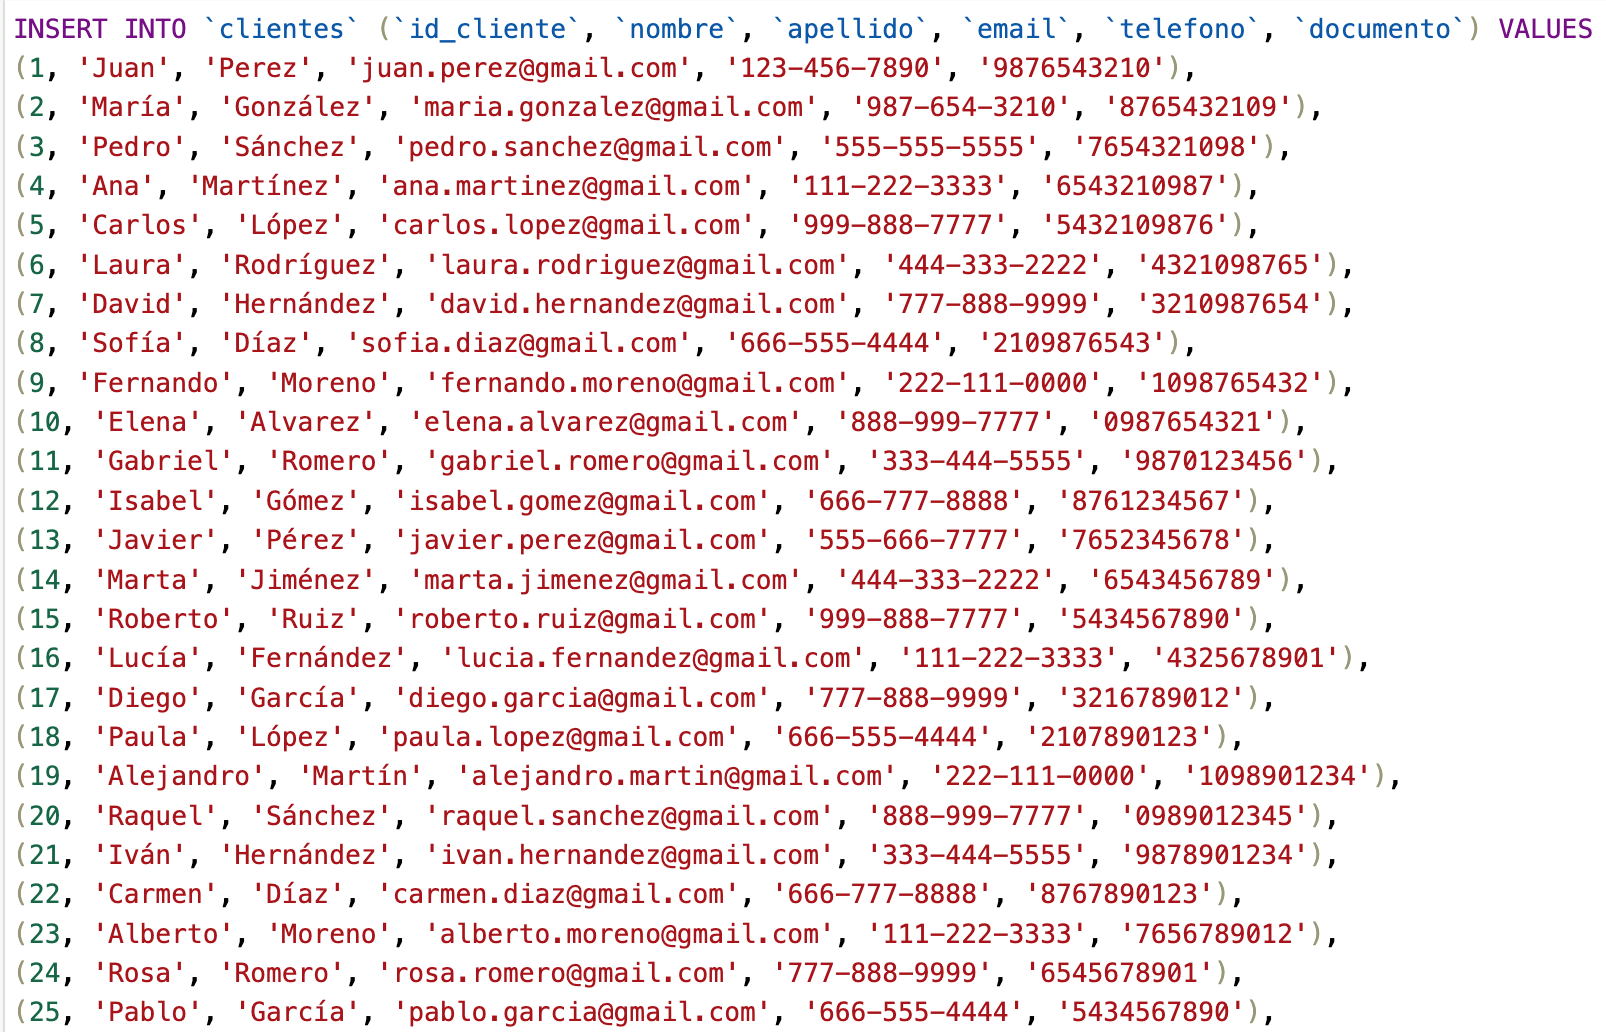 INSERT INTO `clientes` (`id_cliente`, `nombre`, `apellido`, `email`, `telefono`, `documento`) VALUES
(1, 'Juan', 'Perez', 'juan.perez@gmail.com', '123-456-7890', '9876543210'),
(2, 'María', 'González', 'maria.gonzalez@gmail.com', '987-654-3210', '8765432109'),
(3, 'Pedro', 'Sánchez', 'pedro.sanchez@gmail.com', '555-555-5555', '7654321098'),
(4, 'Ana', 'Martínez', 'ana.martinez@gmail.com', '111-222-3333', '6543210987'),
(5, 'Carlos', 'López', 'carlos.lopez@gmail.com', '999-888-7777', '5432109876'),
(6, 'Laura', 'Rodríguez', 'laura.rodriguez@gmail.com', '444-333-2222', '4321098765'),
(7, 'David', 'Hernández', 'david.hernandez@gmail.com', '777-888-9999', '3210987654'),
(8, 'Sofía', 'Díaz', 'sofia.diaz@gmail.com', '666-555-4444', '2109876543'),
(9, 'Fernando', 'Moreno', 'fernando.moreno@gmail.com', '222-111-0000', '1098765432'),
(10, 'Elena', 'Alvarez', 'elena.alvarez@gmail.com', '888-999-7777', '0987654321'),
(11, 'Gabriel', 'Romero', 'gabriel.romero@gmail.com', '333-444-5555', '9870123456'),
(12, 'Isabel', 'Gómez', 'isabel.gomez@gmail.com', '666-777-8888', '8761234567'),
(13, 'Javier', 'Pérez', 'javier.perez@gmail.com', '555-666-7777', '7652345678'),
(14, 'Marta', 'Jiménez', 'marta.jimenez@gmail.com', '444-333-2222', '6543456789'),
(15, 'Roberto', 'Ruiz', 'roberto.ruiz@gmail.com', '999-888-7777', '5434567890'),
(16, 'Lucía', 'Fernández', 'lucia.fernandez@gmail.com', '111-222-3333', '4325678901'),
(17, 'Diego', 'García', 'diego.garcia@gmail.com', '777-888-9999', '3216789012'),
(18, 'Paula', 'López', 'paula.lopez@gmail.com', '666-555-4444', '2107890123'),
(19, 'Alejandro', 'Martín', 'alejandro.martin@gmail.com', '222-111-0000', '1098901234'),
(20, 'Raquel', 'Sánchez', 'raquel.sanchez@gmail.com', '888-999-7777', '0989012345'),
(21, 'Iván', 'Hernández', 'ivan.hernandez@gmail.com', '333-444-5555', '9878901234'),
(22, 'Carmen', 'Díaz', 'carmen.diaz@gmail.com', '666-777-8888', '8767890123'),
(23, 'Alberto', 'Moreno', 'alberto.moreno@gmail.com', '111-222-3333', '7656789012'),
(24, 'Rosa', 'Romero', 'rosa.romero@gmail.com', '777-888-9999', '6545678901'),
(25, 'Pablo', 'García', 'pablo.garcia@gmail.com', '666-555-4444', '5434567890'),